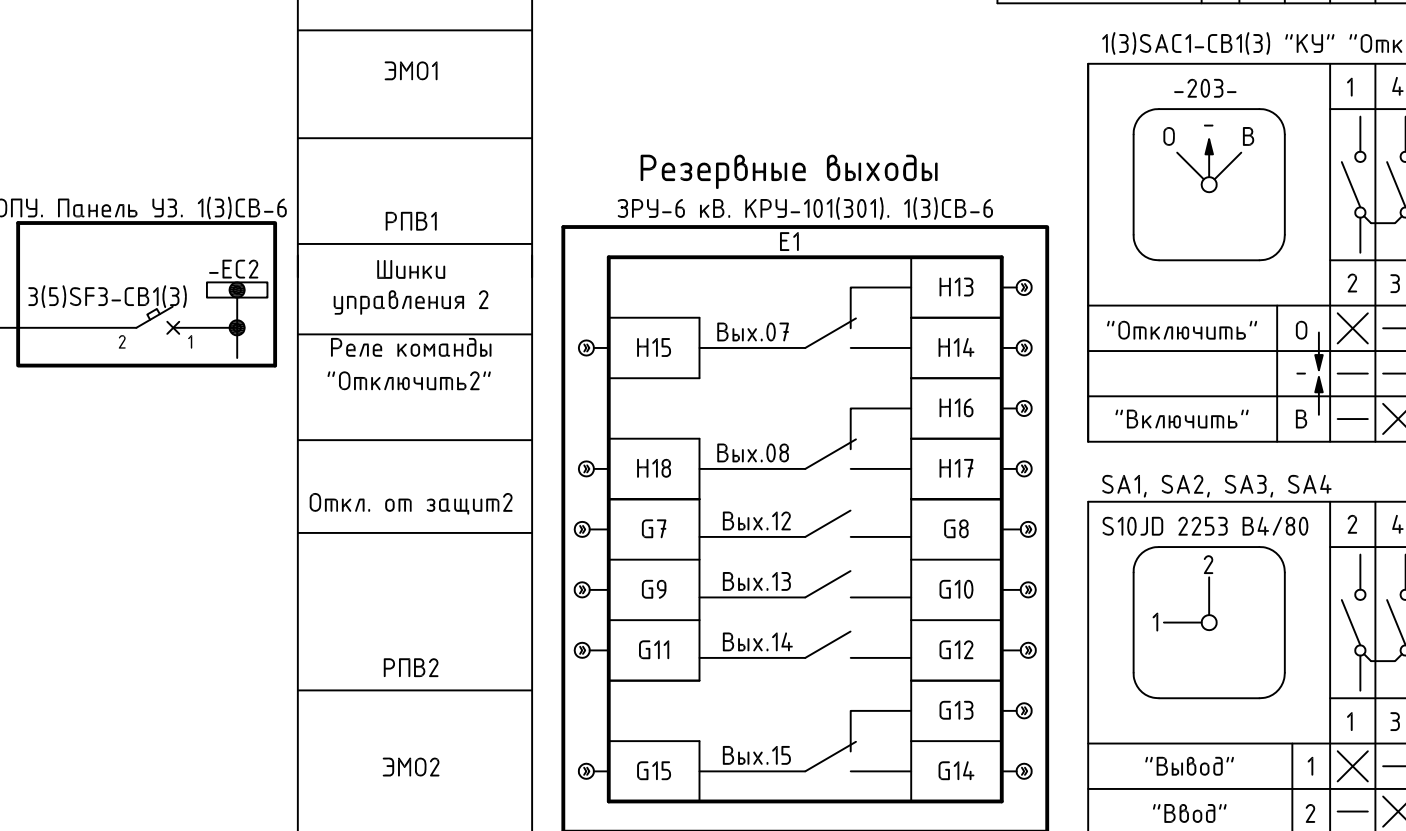 ЭМО1
РПВ1
Шинки
управления 2
Реле команды
"Отключить2"
Откл. от защит2
РПВ2
ЭМО2
ОПУ. Панель У3. 1(3)СВ-6
-EC2
3(5)SF3-СВ1(3)
2
1
Резервные выходы
ЗРУ-6 кВ. КРУ-101(301). 1(3)СВ-6
E1
H13
H15
Вых.07
H14
H16
H18
Вых.08
H17
G7
Вых.12
G8
G9
Вых.13
G10
G11
Вых.14
G12
G13
G15
Вых.15
G14
1(3)SAC1-СВ1(3) "КУ" "Отк
-203-
1
4
О
-
В
2
3
"Отключить"
О
-
"Включить"
В
SA1, SA2, SA3, SA4
S10JD 2253 B4/80
2
4
2
1
1
3
"Вывод"
1
"Ввод"
2